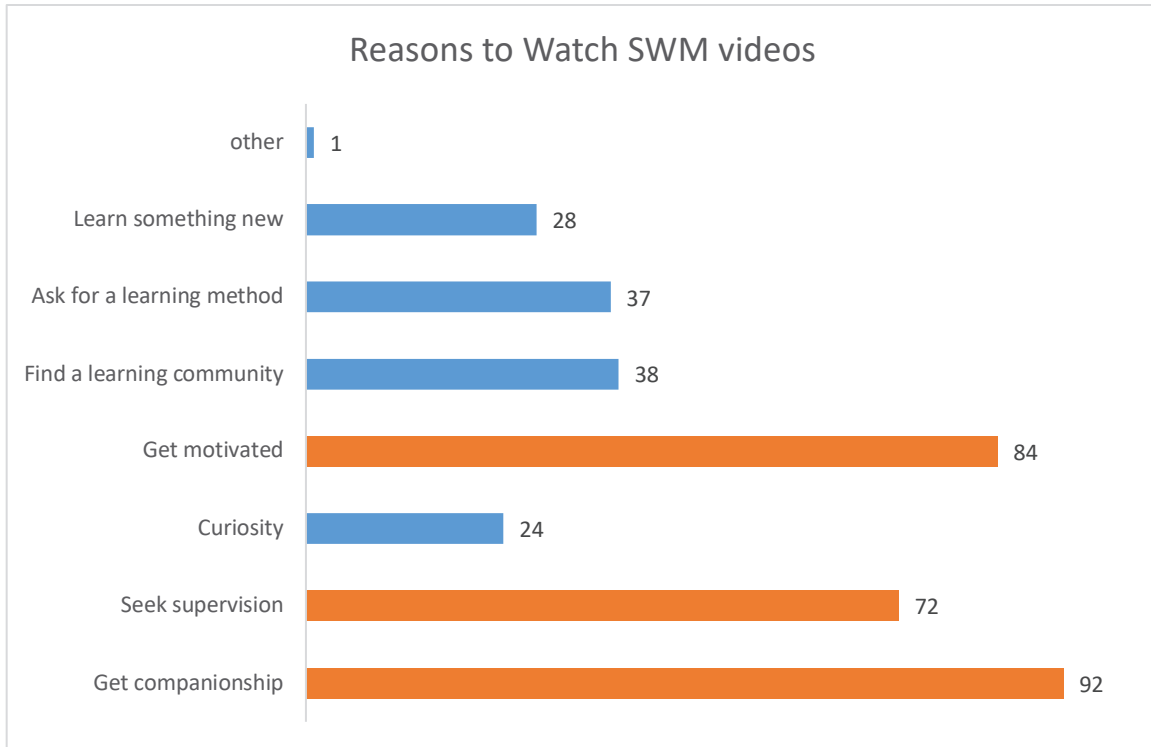 Reasons to Watch SWM videos
other 1
Learn something new 28
Ask for a learning method 37
Find a learning community 38
Get motivated 84
Curiosity 24
Seek supervision 72
Get companionship 92